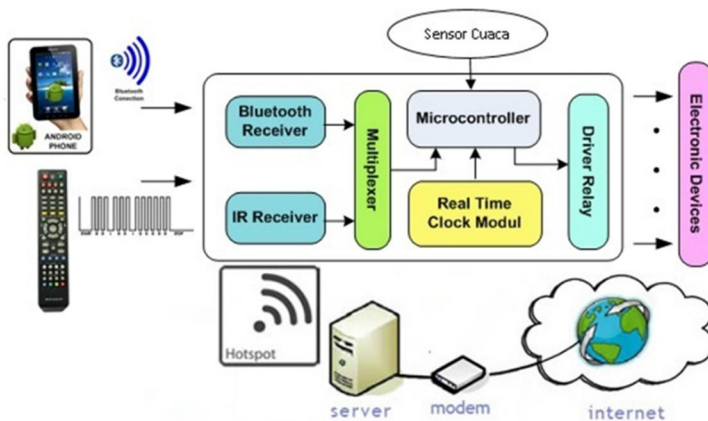 Sensor Cuaca
Bluetooth
Conection
ANDROID
PHONE
Bluetooth
Receiver
IR Receiver
Multiplexer
Microcontroller
Real Time
Clock Modul
Driver Relay
Electronic Devices
Hotspot
server
modem
internet